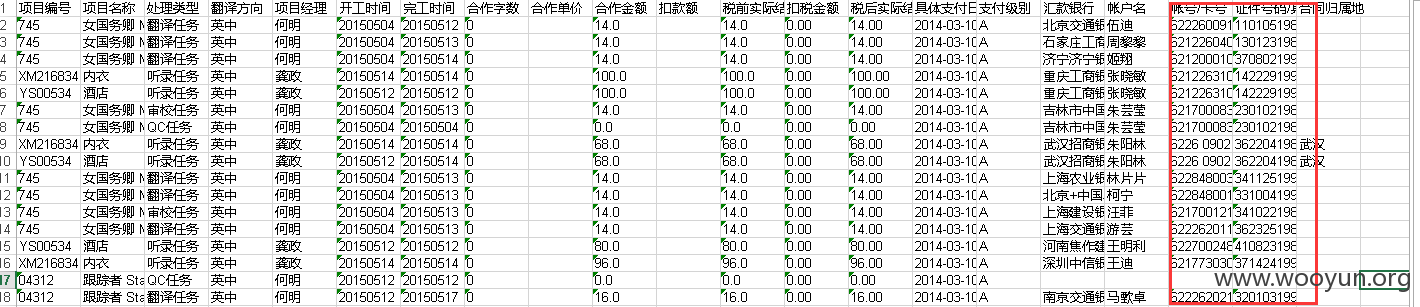 项目编号 项目名称 处理类型 翻译方向 项目经理 开工时间 完工时间 合作字数 合作单价 合作金额 扣款额 税前实际结 扣税金额 税后实际结 具体支付日 支付级别 汇款银行 帐户名 帐号/卡号 证件号码 合同归属地
2 745 女国务卿 翻译任务 英中 何明 20150504 20150512 0 14.0 14.0 0.00 14.00 2014-03-10 A 北京交通银 伍迪 62226009 110105198
3 745 女国务卿 翻译任务 英中 何明 20150504 20150513 0 14.0 14.0 0.00 14.00 2014-03-10 A 石家庄工商 周黎黎 62122604 130123198
4 745 女国务卿 翻译任务 英中 何明 20150504 20150514 0 14.0 14.0 0.00 14.00 2014-03-10 A 济宁济宁银 姬翔 62120001 370802199
5 XM216834 内衣 听录任务 英中 龚政 20150514 20150514 0 100.0 100.0 0.00 100.00 2014-03-10 A 重庆工商银 张晓敏 62122631 142229199
6 YS00534 酒店 听录任务 英中 龚政 20150512 20150512 0 100.0 100.0 0.00 100.00 2014-03-10 A 重庆工商银 张晓敏 62122631 142229199
7 745 女国务卿 审校任务 英中 何明 20150504 20150504 0 14.0 14.0 0.00 14.00 2014-03-10 A 吉林市中国 朱芸莹 62170008 230102198
8 745 女国务卿 QC任务 英中 何明 20150504 20150504 0 0.0 0.0 0.00 0.00 2014-03-10 A 吉林市中国 朱芸莹 62170008 230102198
9 XM216834 内衣 听录任务 英中 龚政 20150514 20150514 0 68.0 68.0 0.00 68.00 2014-03-10 A 武汉招商银 朱阳林 6226 0902 362204198 武汉
10 YS00534 酒店 听录任务 英中 龚政 20150512 20150514 0 68.0 68.0 0.00 68.00 2014-03-10 A 武汉招商银 朱阳林 6226 0902 362204198 武汉
11 745 女国务卿 翻译任务 英中 何明 20150504 20150513 0 14.0 14.0 0.00 14.00 2014-03-10 A 上海农业银 林片片 62284800 341125199
12 745 女国务卿 翻译任务 英中 何明 20150504 20150513 0 14.0 14.0 0.00 14.00 2014-03-10 A 北京+中国 柯宁 62284800 331004199
13 745 女国务卿 审校任务 英中 何明 20150504 20150513 0 14.0 14.0 0.00 14.00 2014-03-10 A 上海建设银 汪菲 62170012 341022198
14 745 女国务卿 翻译任务 英中 何明 20150504 20150513 0 14.0 14.0 0.00 14.00 2014-03-10 A 上海交通银 游芸 62226201 362325198
15 YS00534 酒店 听录任务 英中 龚政 20150512 20150512 0 80.0 80.0 0.00 80.00 2014-03-10 A 河南焦作建 王明利 62270024 410823198
16 XM216834 内衣 听录任务 英中 龚政 20150514 20150514 0 96.0 96.0 0.00 96.00 2014-03-10 A 深圳中信银 王迪 62177303 371424199
17 04312 跟踪者 Sta QC任务 英中 何明 20150512 20150512 0 0.0 0.0 0.00 0.00 2014-03-10 A
18 04312 跟踪者 Sta 翻译任务 英中 何明 20150512 20150517 0 16.0 16.0 0.00 16.00 2014-03-10 A 南京交通银 马歆卓 62226202 320103199
www.wooyun.org